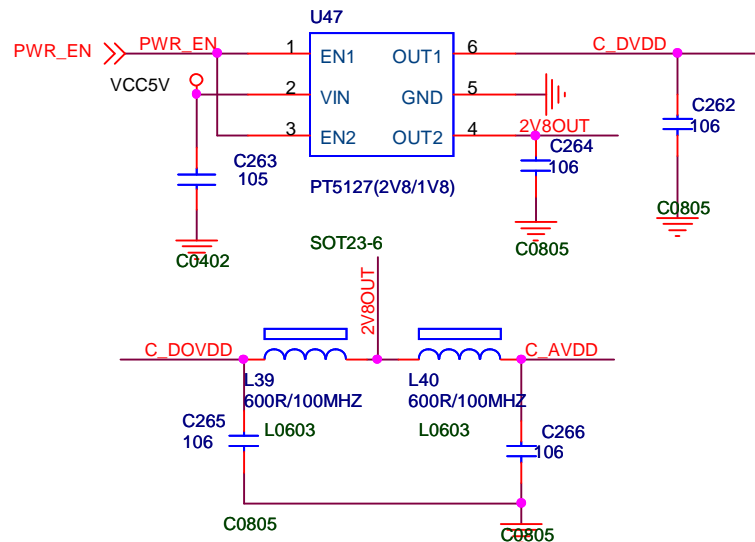 U47
PWR_EN
PWR_EN
1
EN1
OUT1
6
C_DVDD
VCC5V
2
VIN
GND
5
3
EN2
OUT2
4
2V8OUT
C262
106
C263
105
C264
106
PT5127(2V8/1V8)
C0805
C0402
SOT23-6
C0805
2V8OUT
C_DOVDD
C_AVDD
L39
600R/100MHZ
L40
600R/100MHZ
C265
106
L0603
L0603
C266
106
C0805
C0805